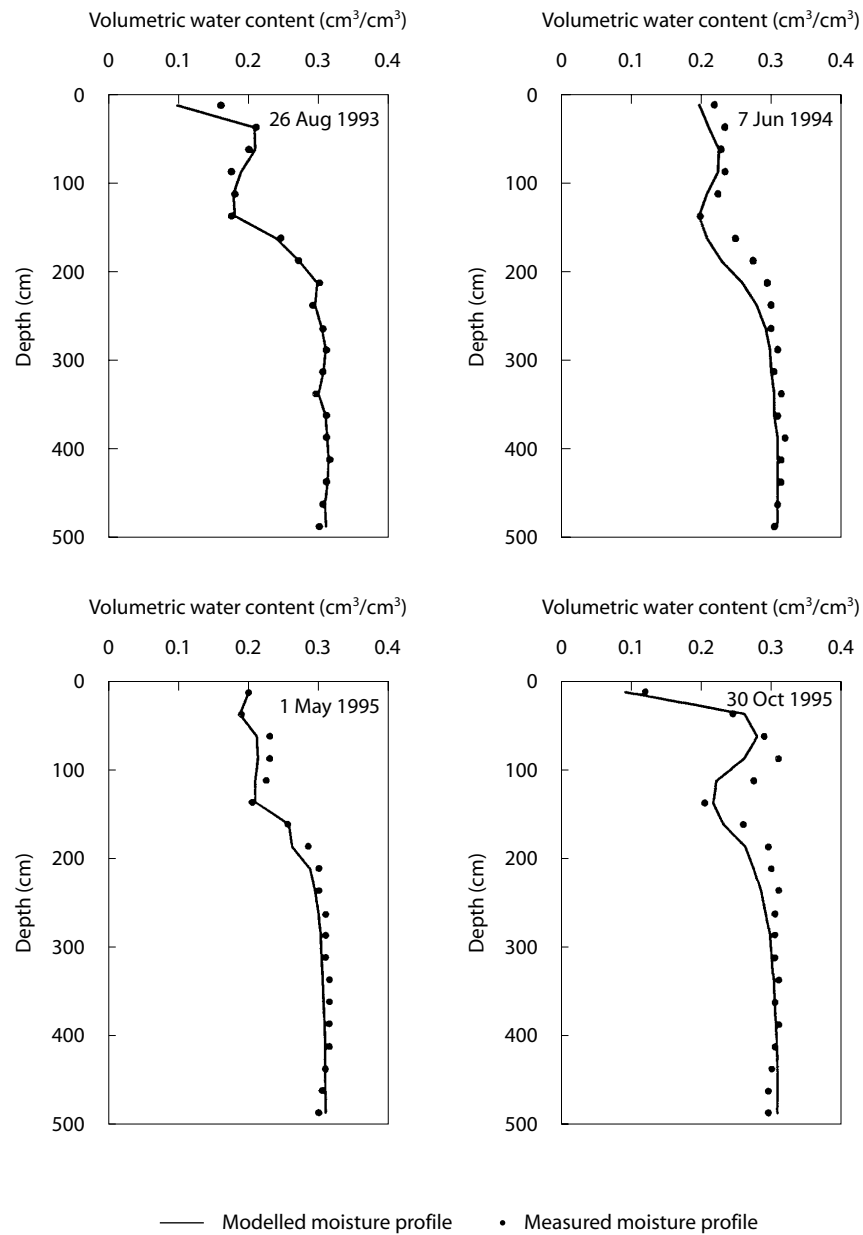 Volumetric water content (cm³/cm³)
0 0.1 0.2 0.3 0.4
0
100
200
300
400
500
Depth (cm)
26 Aug 1993
Volumetric water content (cm³/cm³)
0 0.1 0.2 0.3 0.4
0
100
200
300
400
500
Depth (cm)
7 Jun 1994
Volumetric water content (cm³/cm³)
0 0.1 0.2 0.3 0.4
0
100
200
300
400
500
Depth (cm)
1 May 1995
Volumetric water content (cm³/cm³)
0 0.1 0.2 0.3 0.4
0
100
200
300
400
500
Depth (cm)
30 Oct 1995
Modelled moisture profile
Measured moisture profile